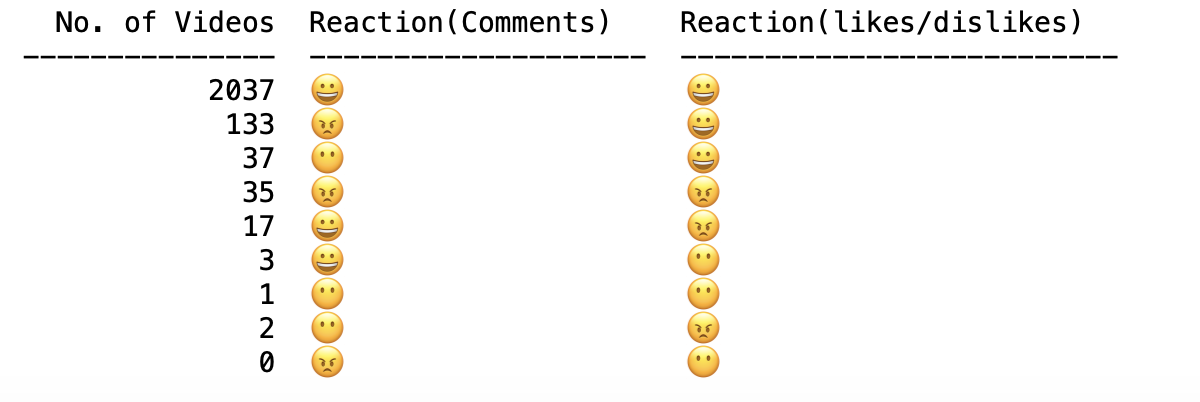 No. of Videos Reaction(Comments) Reaction(likes/dislikes)
--------------- -------------------- --------------------------
2037 😀 😀
133 😠 😀
37 😶 😀
35 😠 😠
17 😀 😠
3 😀 😶
1 😶 😶
2 😶 😠
0 😠 😶